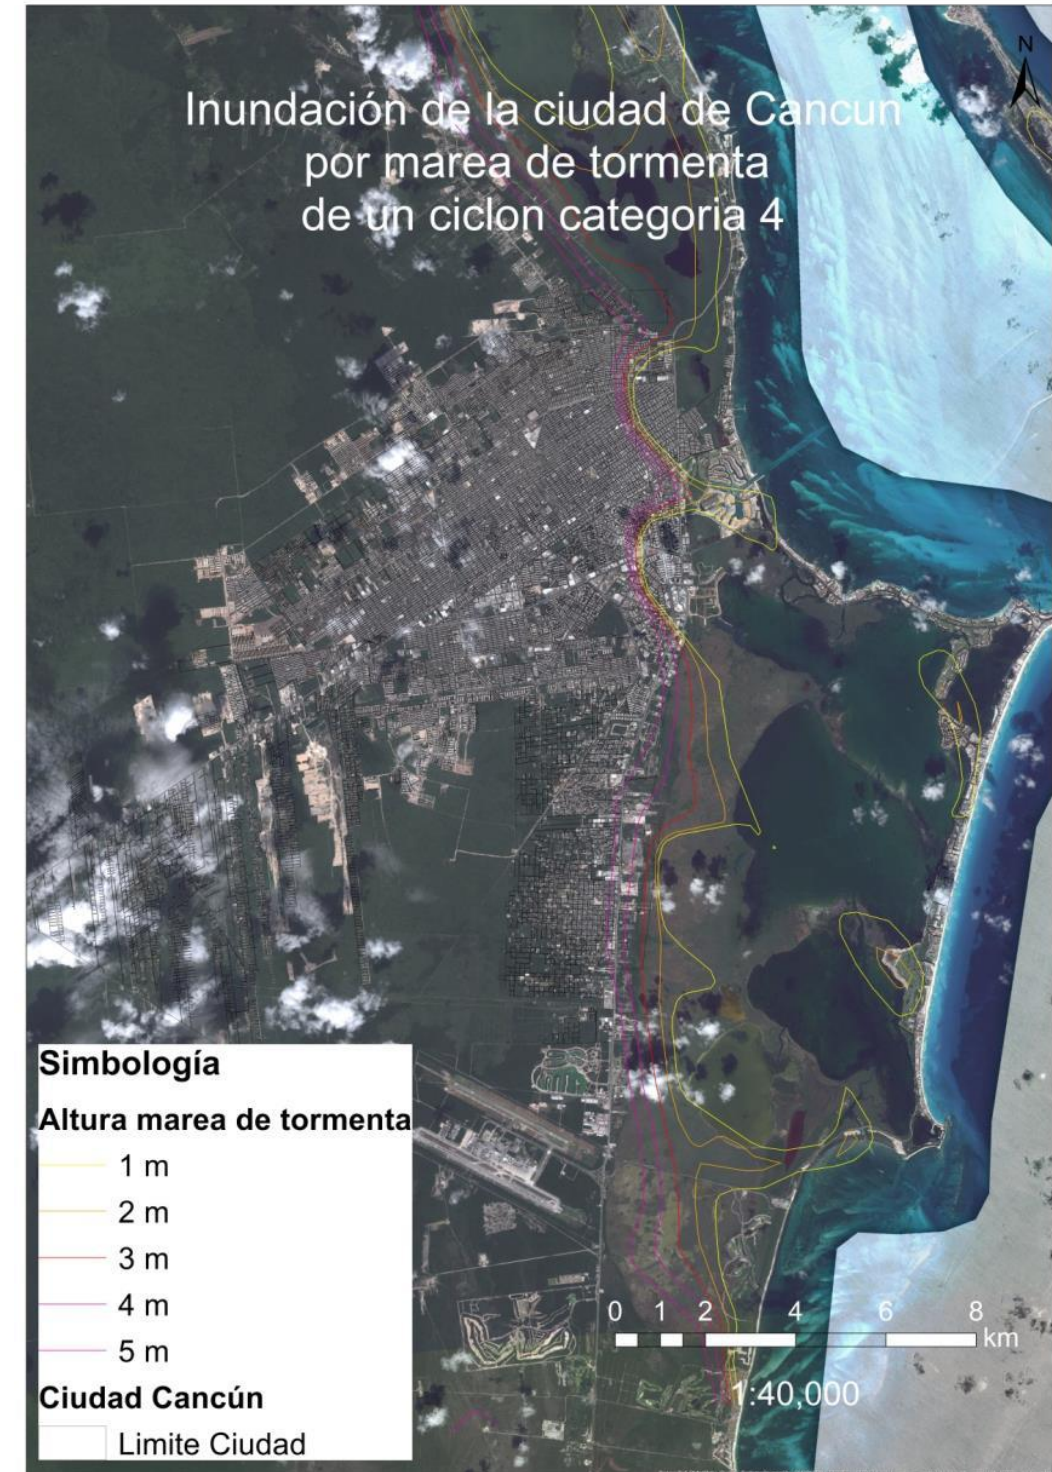 N
Inundación de la ciudad de Cancun
por marea de tormenta
de un ciclon categoria 4
Simbología
Altura marea de tormenta
1 m
2 m
3 m
4 m
5 m
Ciudad Cancún
Limite Ciudad
0 1 2 4 6 8
km
1:40,000